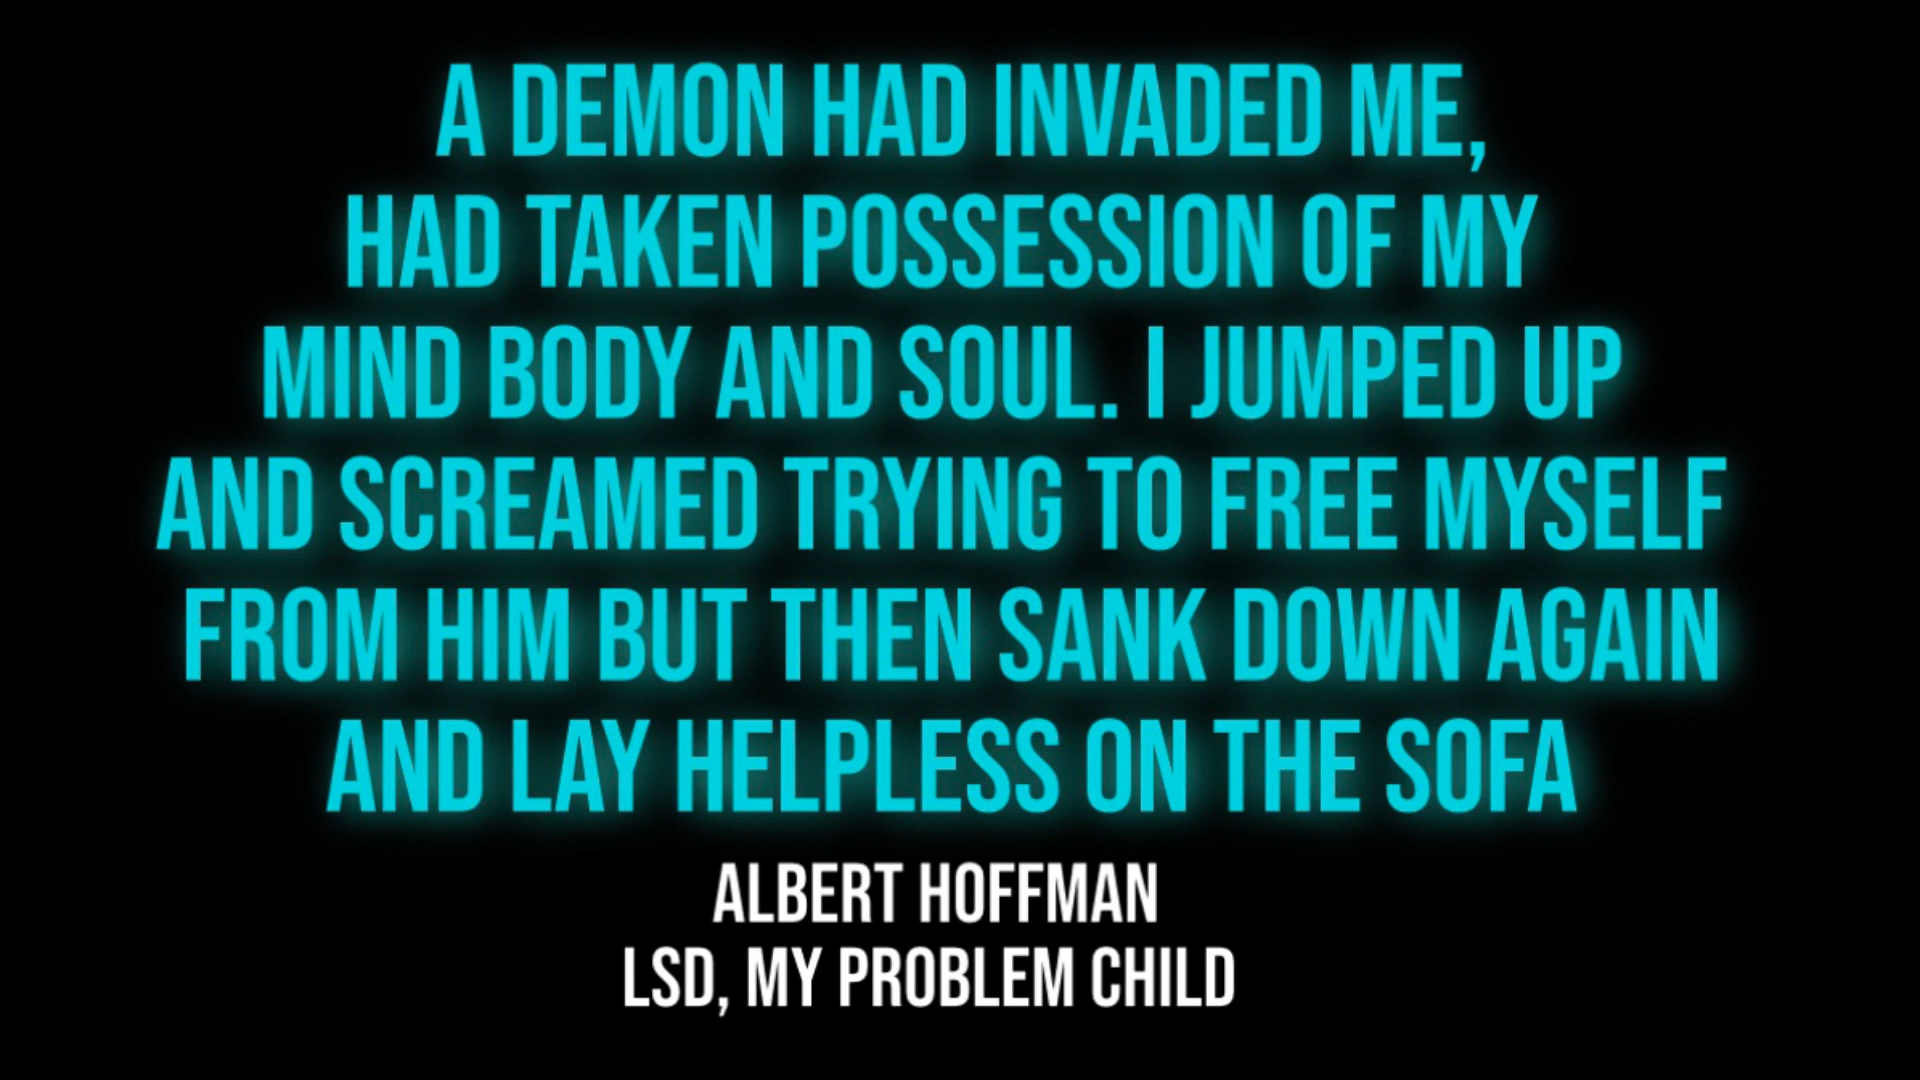 A DEMON HAD INVADED ME,
HAD TAKEN POSSESSION OF MY
MIND BODY AND SOUL. I JUMPED UP
AND SCREAMED TRYING TO FREE MYSELF
FROM HIM BUT THEN SANK DOWN AGAIN
AND LAY HELPLESS ON THE SOFA
ALBERT HOFFMAN
LSD, MY PROBLEM CHILD